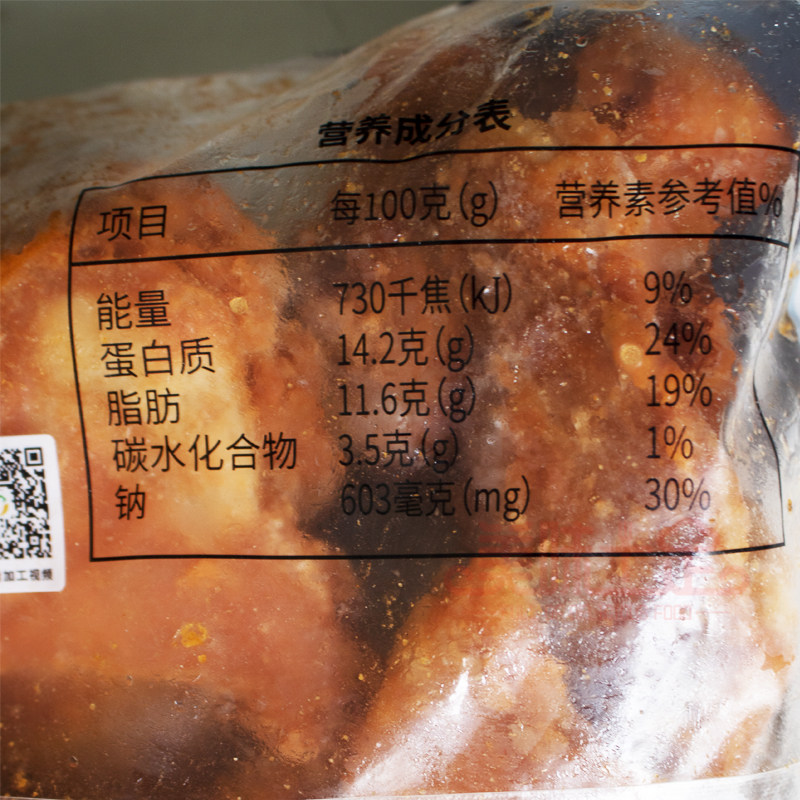 营养成分表
项目 每100克(g) 营养素参考值%
能量 730千焦(kJ) 9%
蛋白质 14.2克(g) 24%
脂肪 11.6克(g) 19%
碳水化合物 3.5克(g) 1%
钠 603毫克(mg) 30%
加工视频